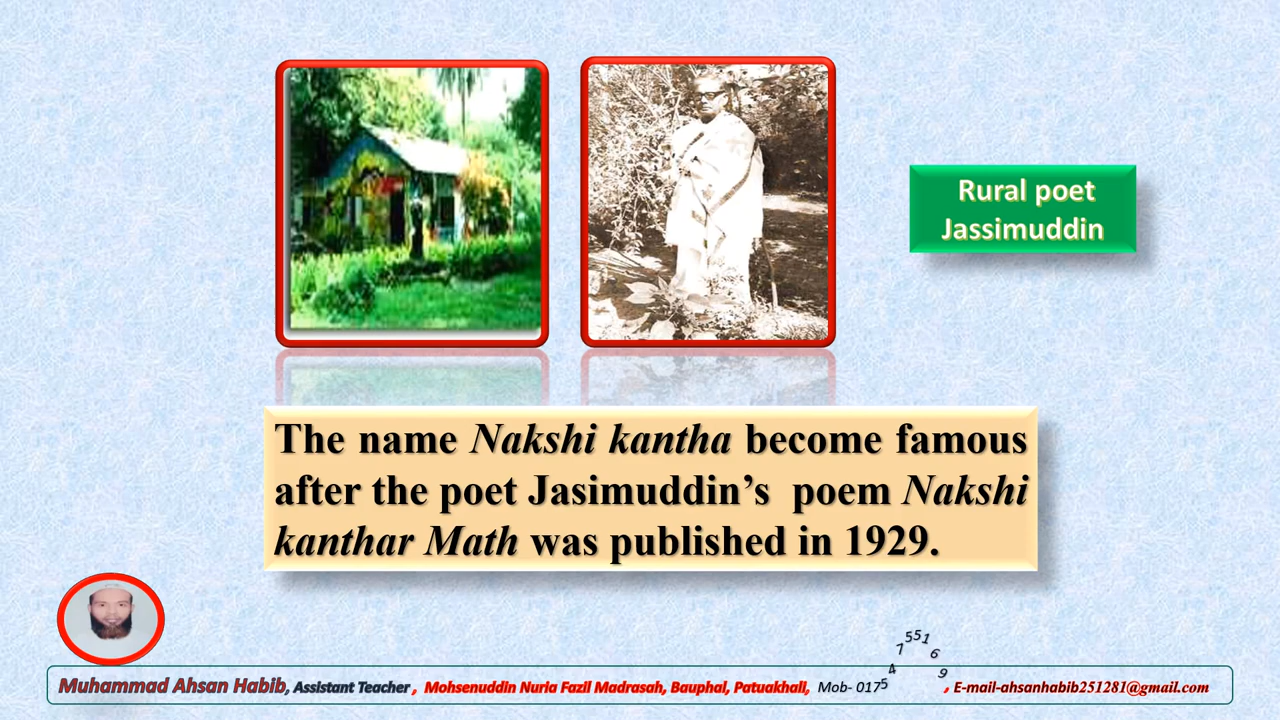 Rural poet
Jassimuddin
The name Nakshi kantha become famous
after the poet Jasimuddin’s poem Nakshi
kanthar Math was published in 1929.
Muhammad Ahsan Habib, Assistant Teacher , Mohsenuddin Nuria Fazil Madrasah, Bauphal, Patuakhali, Mob- 01754755169 , E-mail-ahsanhabib251281@gmail.com